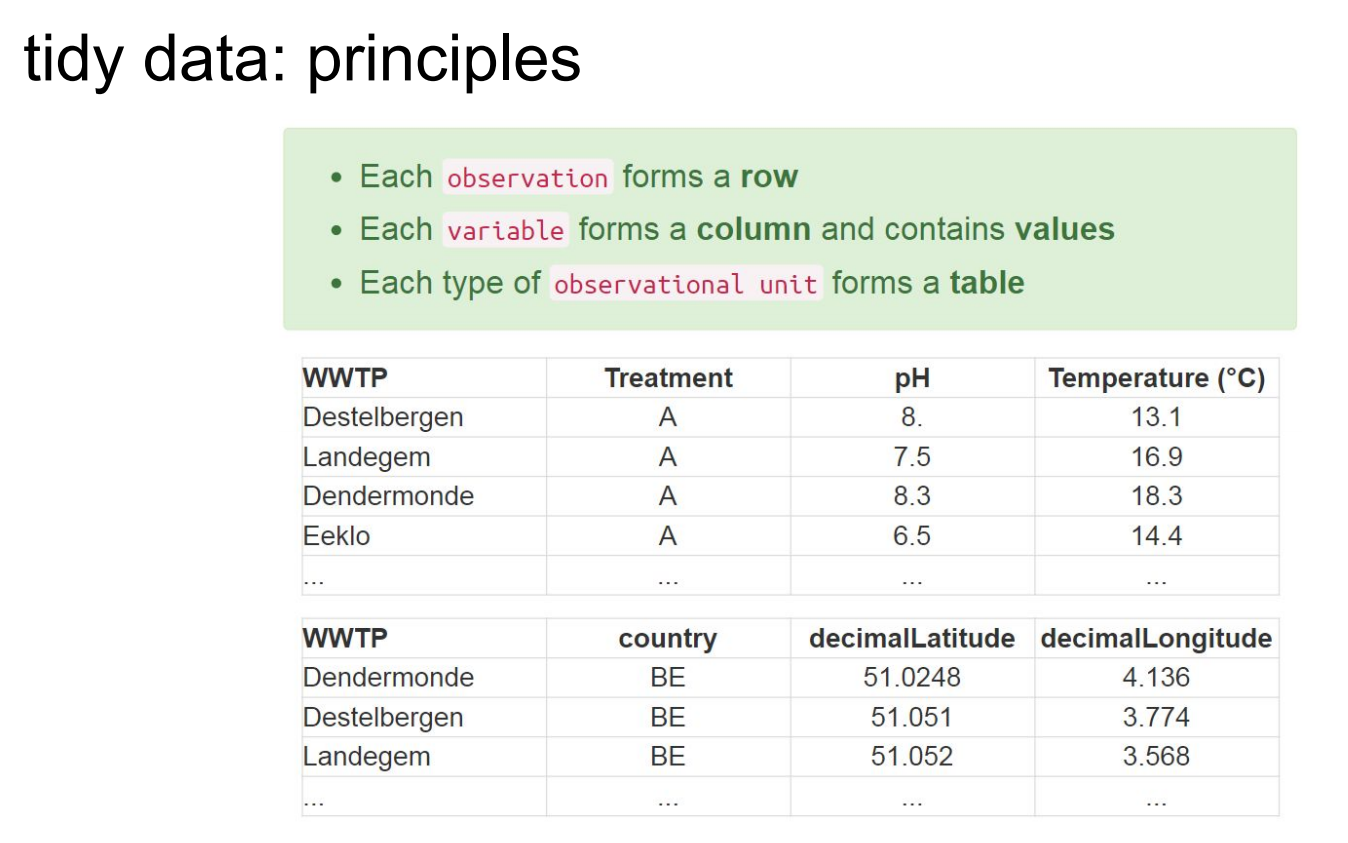 tidy data: principles
• Each observation forms a row
• Each variable forms a column and contains values
• Each type of observational unit forms a table
WWTP Treatment pH Temperature (°C)
Destelbergen A 8. 13.1
Landegem A 7.5 16.9
Dendermonde A 8.3 18.3
Eeklo A 6.5 14.4
... ... ... ...
WWTP country decimalLatitude decimalLongitude
Dendermonde BE 51.0248 4.136
Destelbergen BE 51.051 3.774
Landegem BE 51.052 3.568
... ... ... ...